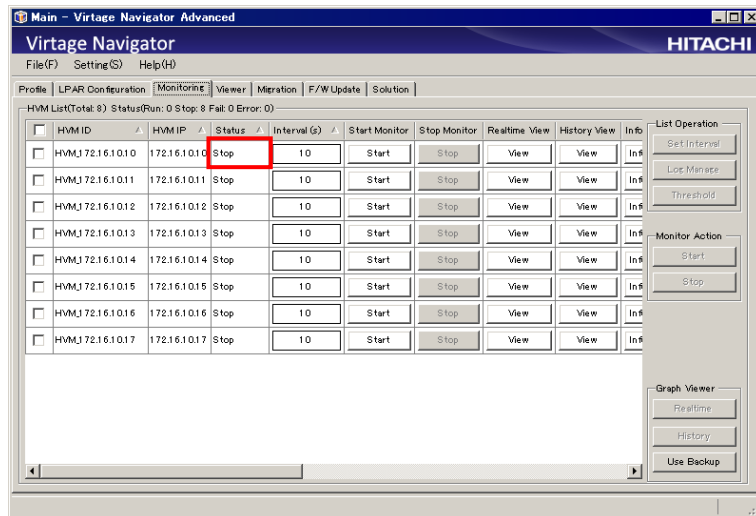 Main - Virtage Navigator Advanced
Virtage Navigator
HITACHI
File(F) Setting(S) Help(H)
Profile LPAR Configuration Monitoring Viewer Migration F/W Update Solution
HVM List(Total: 8) Status(Run: 0 Stop: 8 Fail: 0 Error: 0)
HVM ID HVM IP Status Interval (s) Start Monitor Stop Monitor Realtime View History View Info
HVM_172.16.10.10 172.16.10.10 Stop 10 Start Stop View View Inf
HVM_172.16.10.11 172.16.10.11 Stop 10 Start Stop View View Inf
HVM_172.16.10.12 172.16.10.12 Stop 10 Start Stop View View Inf
HVM_172.16.10.13 172.16.10.13 Stop 10 Start Stop View View Inf
HVM_172.16.10.14 172.16.10.14 Stop 10 Start Stop View View Inf
HVM_172.16.10.15 172.16.10.15 Stop 10 Start Stop View View Inf
HVM_172.16.10.16 172.16.10.16 Stop 10 Start Stop View View Inf
HVM_172.16.10.17 172.16.10.17 Stop 10 Start Stop View View Inf
List Operation
Set Interval
Log Manage
Threshold
Monitor Action
Start
Stop
Graph Viewer
Realtime
History
Use Backup